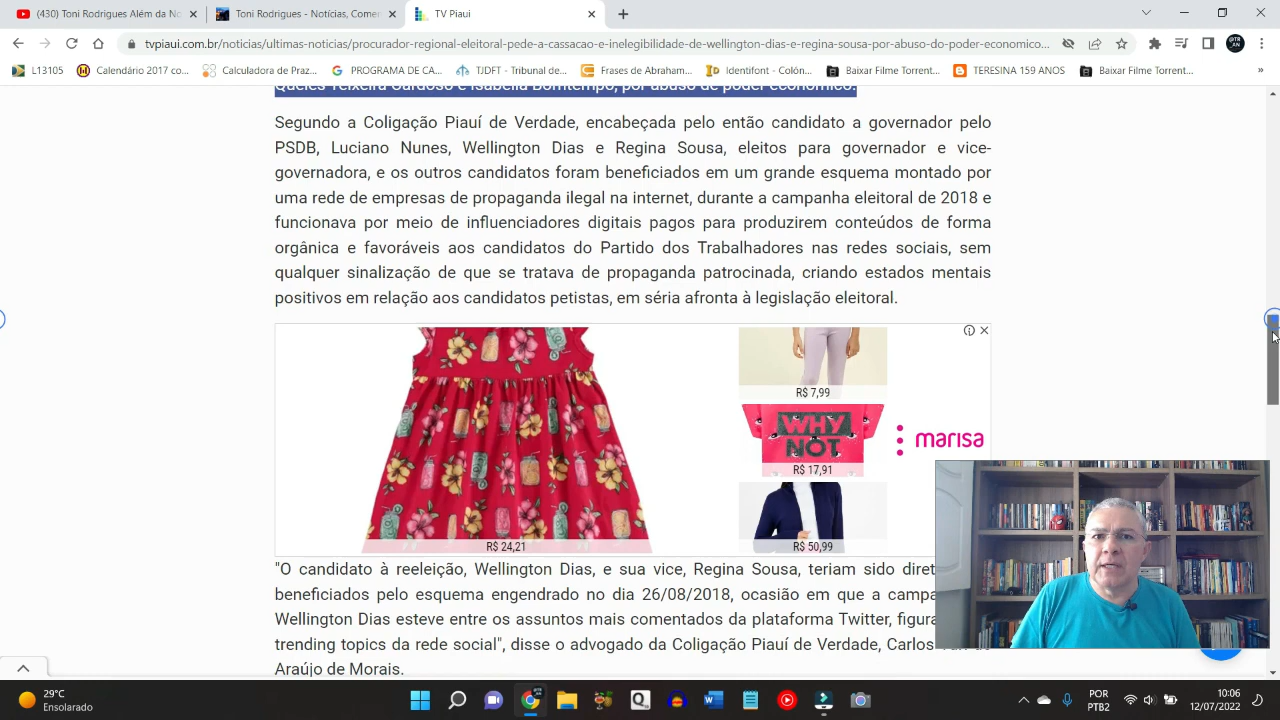 (430) Toni Rodrigues Além da No
Toni Rodrigues - Notícias, Comen
TV Piaui
tvpiaui.com.br/noticias/ultimas-noticias/procurador-regional-eleitoral-pede-cassacao-e-inelegibilidade-de-wellington-dias-e-regina-sousa-por-abuso-do-poder-economico...
L13105
Calendário 2017 co...
Calculadora de Praz...
PROGRAMA DE CA...
TJDFT - Tribunal de...
Frases de Abraham...
Identifont - Colón...
Baixar Filme Torrent...
TERESINA 159 ANOS
Baixar Filme Torrent...
»
Segundo a Coligação Piauí de Verdade, encabeçada pelo então candidato a governador pelo
PSDB, Luciano Nunes, Wellington Dias e Regina Sousa, eleitos para governador e vice-
governadora, e os outros candidatos foram beneficiados em um grande esquema montado por
uma rede de empresas de propaganda ilegal na internet, durante a campanha eleitoral de 2018 e
funcionava por meio de influenciadores digitais pagos para produzirem conteúdos de forma
orgânica e favoráveis aos candidatos do Partido dos Trabalhadores nas redes sociais, sem
qualquer sinalização de que se tratava de propaganda patrocinada, criando estados mentais
positivos em relação aos candidatos petistas, em séria afronta à legislação eleitoral.
R$ 24,21
R$ 7,99
WHY
NOT
R$ 17,91
R$ 50,99
marisa
"O candidato à reeleição, Wellington Dias, e sua vice, Regina Sousa, teriam sido
beneficiados pelo esquema engendrado no dia 26/08/2018, ocasião em que a
Wellington Dias esteve entre os assuntos mais comentados da plataforma Twitter,
trending topics da rede social", disse o advogado da Coligação Piauí de Verdade, Carlos
Araújo de Morais.
29°C
Ensolarado
POR
PTB2
10:06
12/07/2022